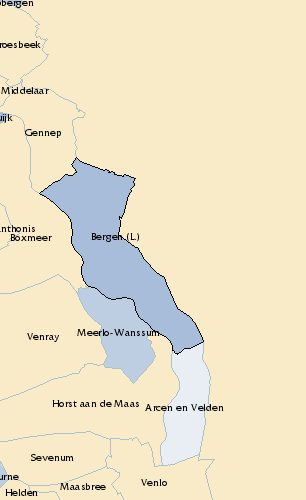 bergen
roesbeek
Middelaar
uijk
Gennep
nthonis
Boxmeer
Bergen (L)
Venray
Meerlo-Wanssum
Horst aan de Maas
Arcen en Velden
Sevenum
urne
Maasbree
Venlo
Helden